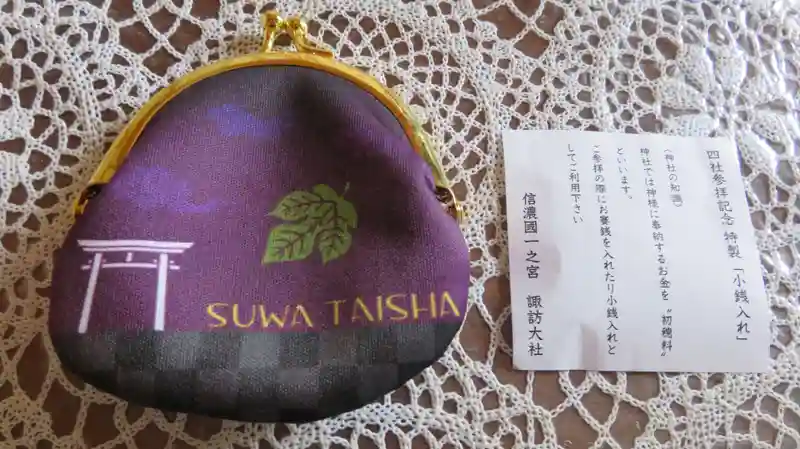 SUWA TAISHA
四社参拝記念 特製「小銭入れ」
(神社の知識)
神社では神様に奉納するお金を〝初穂料〟
といいます。
ご参拝の際にお賽銭を入れたり小銭入れと
してご利用下さい
信濃國一之宮 諏訪大社